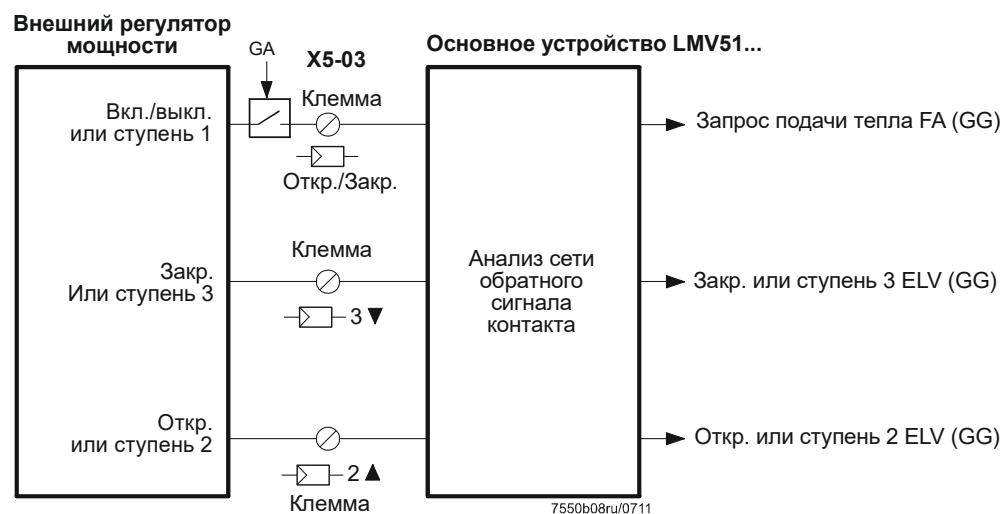 Внешний регулятор
мощности
GA
X5-03
Основное устройство LMV51...
Вкл./выкл.
или ступень 1
Клемма
Откр./Закр.
Запрос подачи тепла FA (GG)
Закр.
Или ступень 3
Клемма
3 ▼
Анализ сети
обратного
сигнала
контакта
Закр. или ступень 3 ELV (GG)
Откр.
или ступень 2
2 ▲
Клемма
Откр. или ступень 2 ELV (GG)
7550b08ru/0711